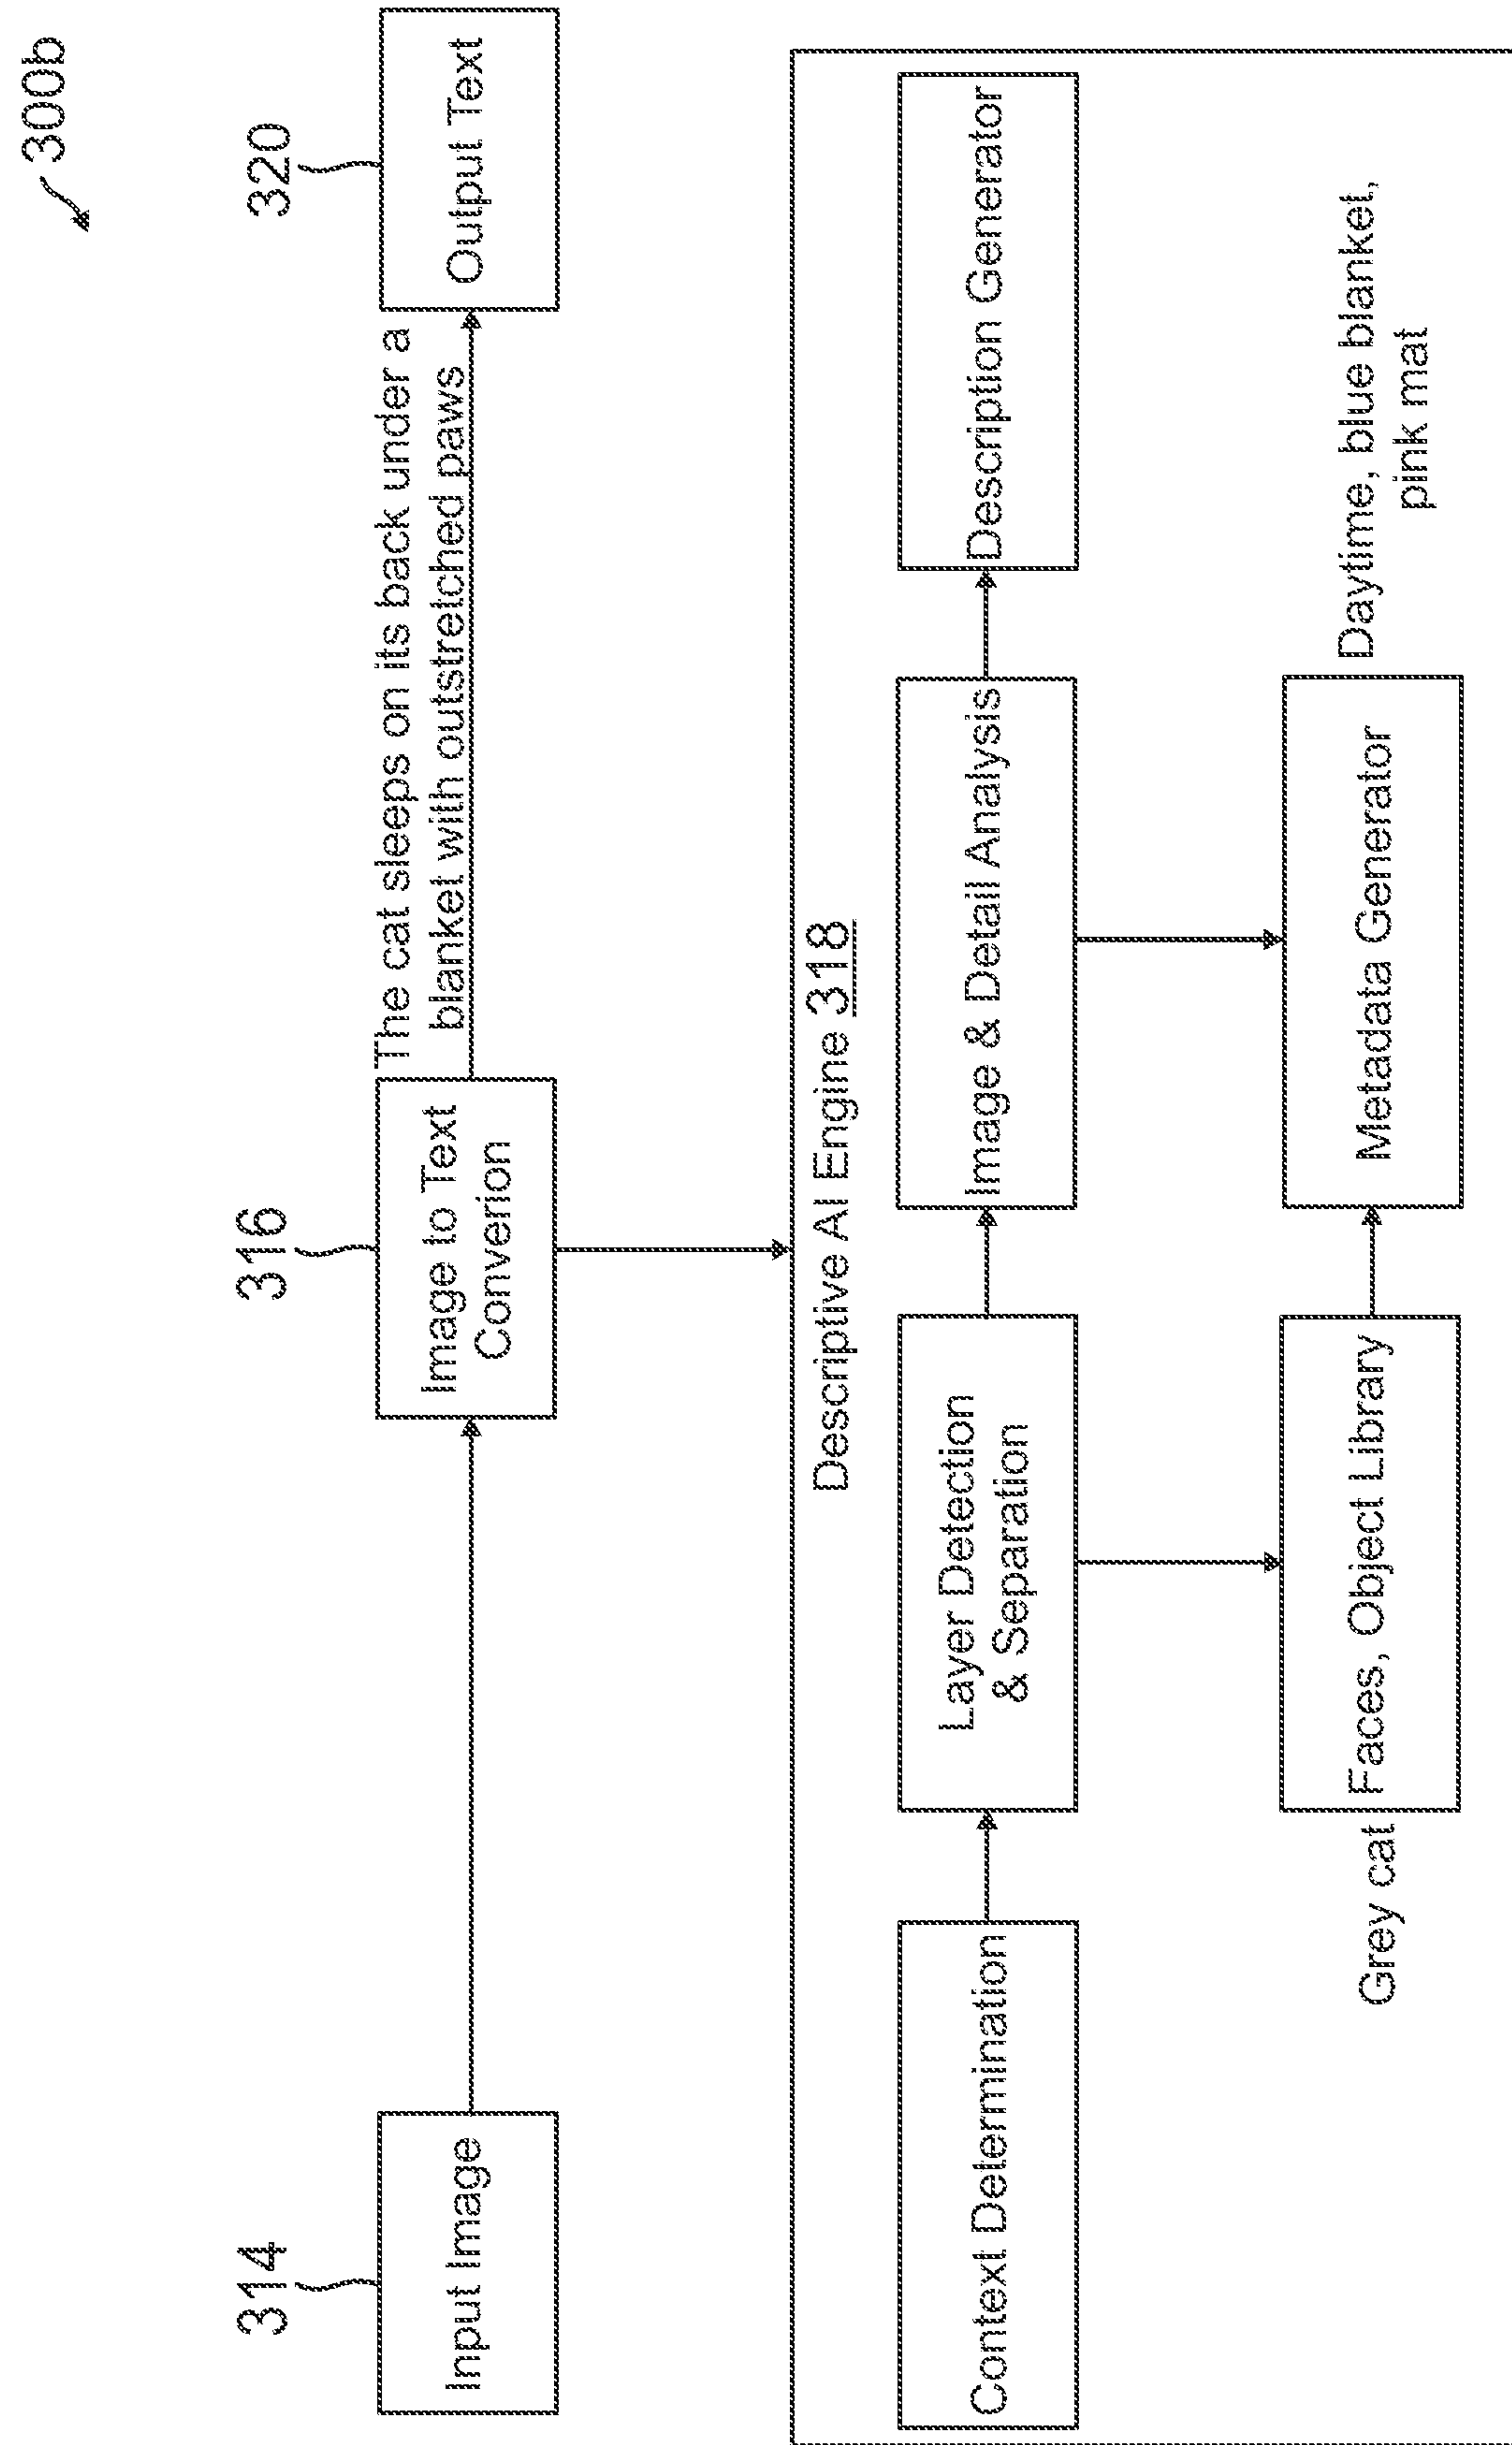 300b
314
316
320
Input Image
Image to Text
Converion
The cat sleeps on its back under a
blanket with outstretched paws
Output Text
Descriptive AI Engine 318
Context Determination
Layer Detection
& Separation
Image & Detail Analysis
Description Generator
Grey cat
Faces, Object Library
Metadata Generator
Daytime, blue blanket,
pink mat